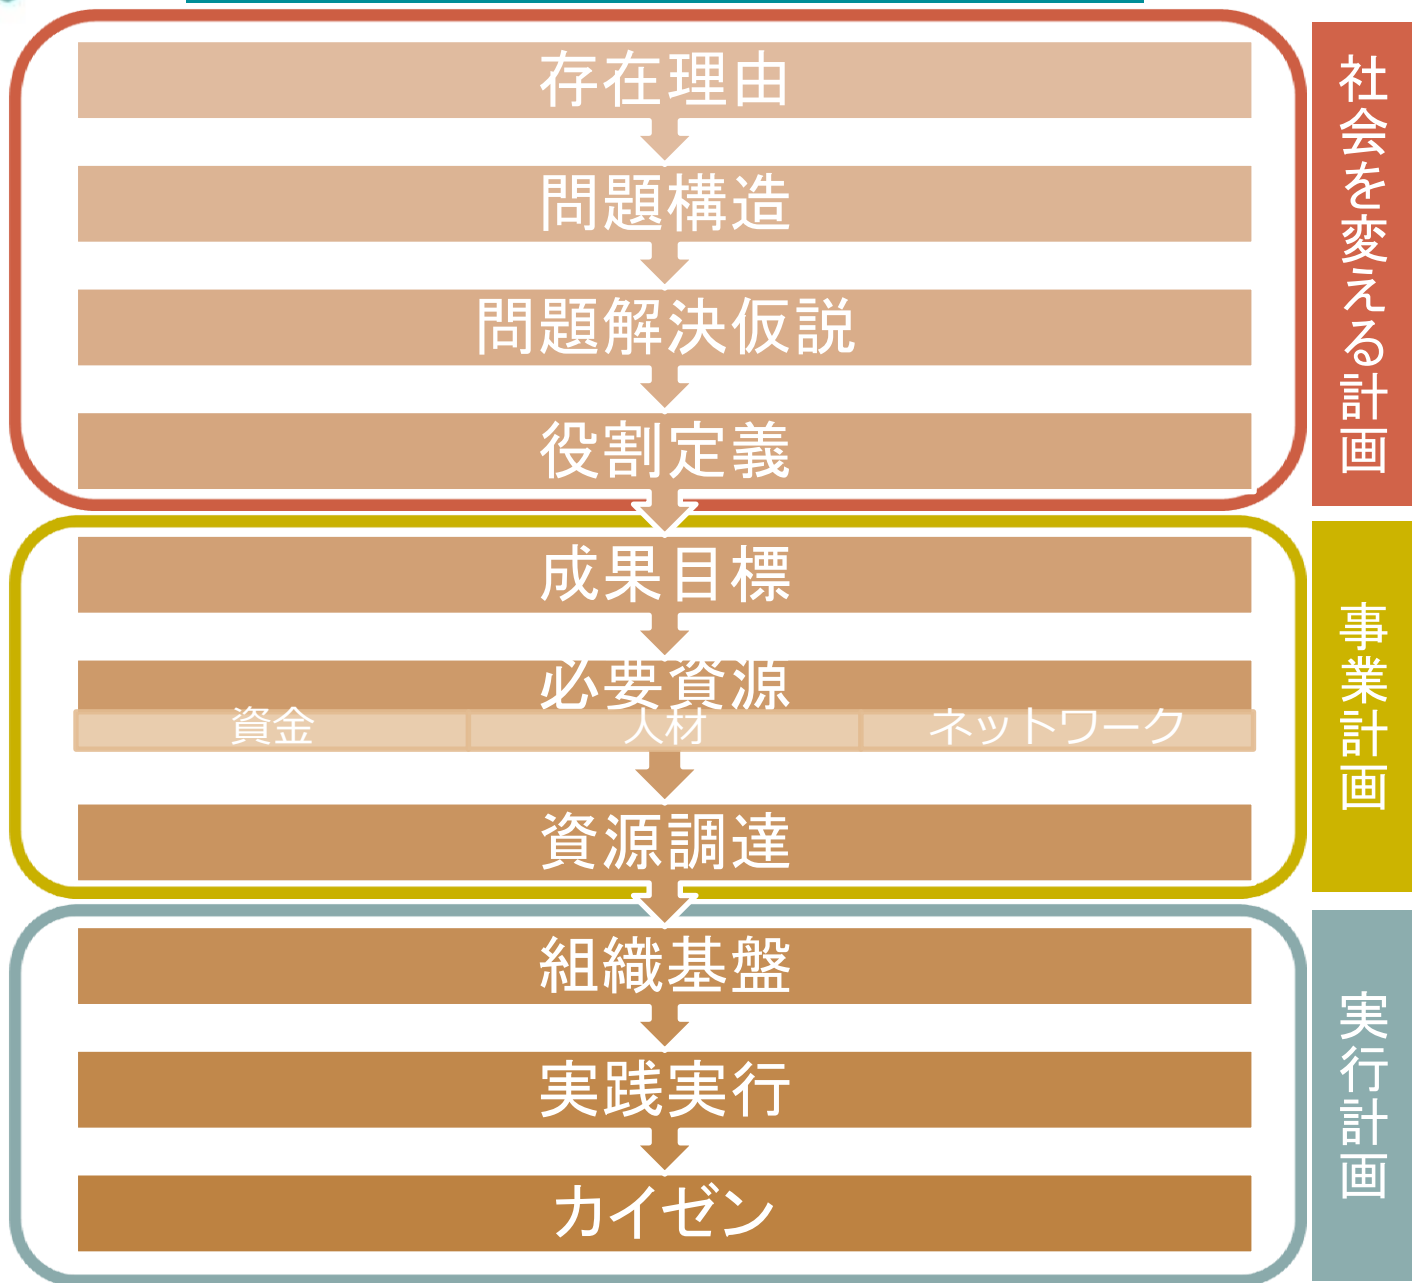 存在理由
問題構造
問題解決仮説
役割定義
社会を変える計画
成果目標
必要資源
資金
人材
ネットワーク
資源調達
事業計画
組織基盤
実践実行
カイゼン
実行計画